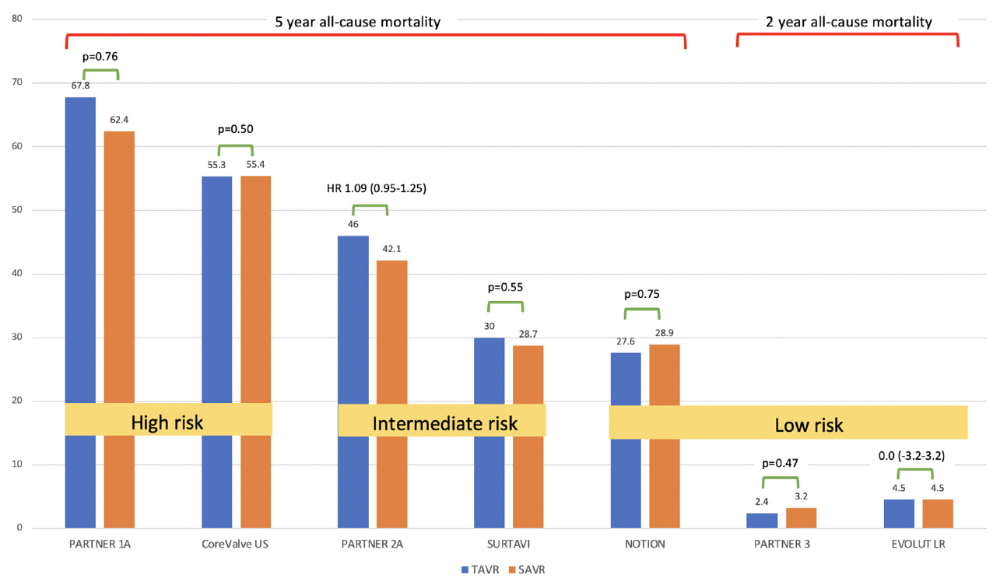 5 year all-cause mortality
2 year all-cause mortality
80
70
60
50
40
30
20
10
0
p=0.76
67.8
62.4
p=0.50
55.3
55.4
HR 1.09 (0.95-1.25)
46
42.1
p=0.55
30
28.7
p=0.75
27.6
28.9
p=0.47
2.4
3.2
0.0 (-3.2-3.2)
4.5
4.5
High risk
Intermediate risk
Low risk
PARTNER 1A
CoreValve US
PARTNER 2A
SURTAVI
NOTION
PARTNER 3
EVOLUT LR
TAVR
SAVR